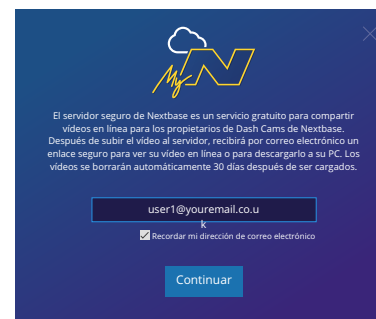 My N
El servidor seguro de Nextbase es un servicio gratuito para compartir
vídeos en línea para los propietarios de Dash Cams de Nextbase.
Después de subir el vídeo al servidor, recibirá por correo electrónico un
enlace seguro para ver su vídeo en línea o para descargarlo a su PC. Los
vídeos se borrarán automáticamente 30 días después de ser cargados.
user1@youremail.co.u
k
Recordar mi dirección de correo electrónico
Continuar